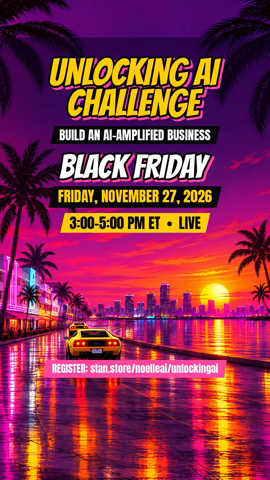 UNLOCKING AI
CHALLENGE
BUILD AN AI-AMPLIFIED BUSINESS
BLACK FRIDAY
FRIDAY, NOVEMBER 27, 2026
3:00-5:00 PM ET • LIVE
REGISTER: stan.store/noelleai/unlockingai